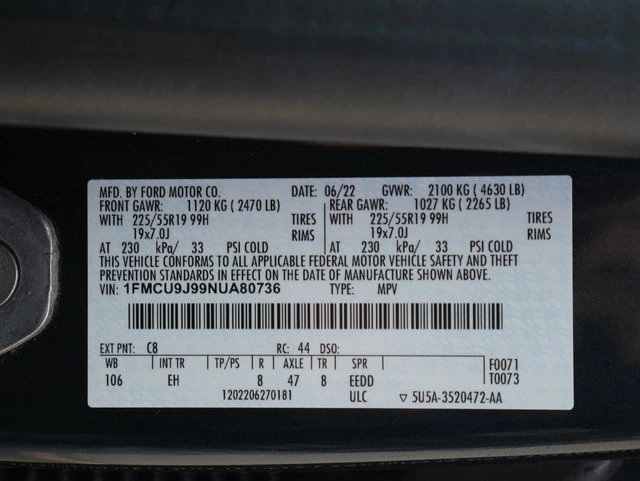 MFD. BY FORD MOTOR CO. DATE: 06/22 GVWR: 2100 KG ( 4630 LB)
FRONT GAWR: 1120 KG ( 2470 LB) REAR GAWR: 1027 KG ( 2265 LB)
WITH 225/55R19 99H TIRES WITH 225/55R19 99H TIRES
19x7.0J RIMS 19x7.0J RIMS
AT 230 kPa/ 33 PSI COLD AT 230 kPa/ 33 PSI COLD
THIS VEHICLE CONFORMS TO ALL APPLICABLE FEDERAL MOTOR VEHICLE SAFETY AND THEFT
PREVENTION STANDARDS IN EFFECT ON THE DATE OF MANUFACTURE SHOWN ABOVE.
VIN: 1FMCU9J99NUA80736 TYPE: MPV
EXT PNT: C8 RC: 44 DSO:
WB INT TR TP/PS R AXLE TR SPR F0071
106 EH 8 47 8 EEDD T0073
1202206270181 ULC ▽ 5U5A-3520472-AA